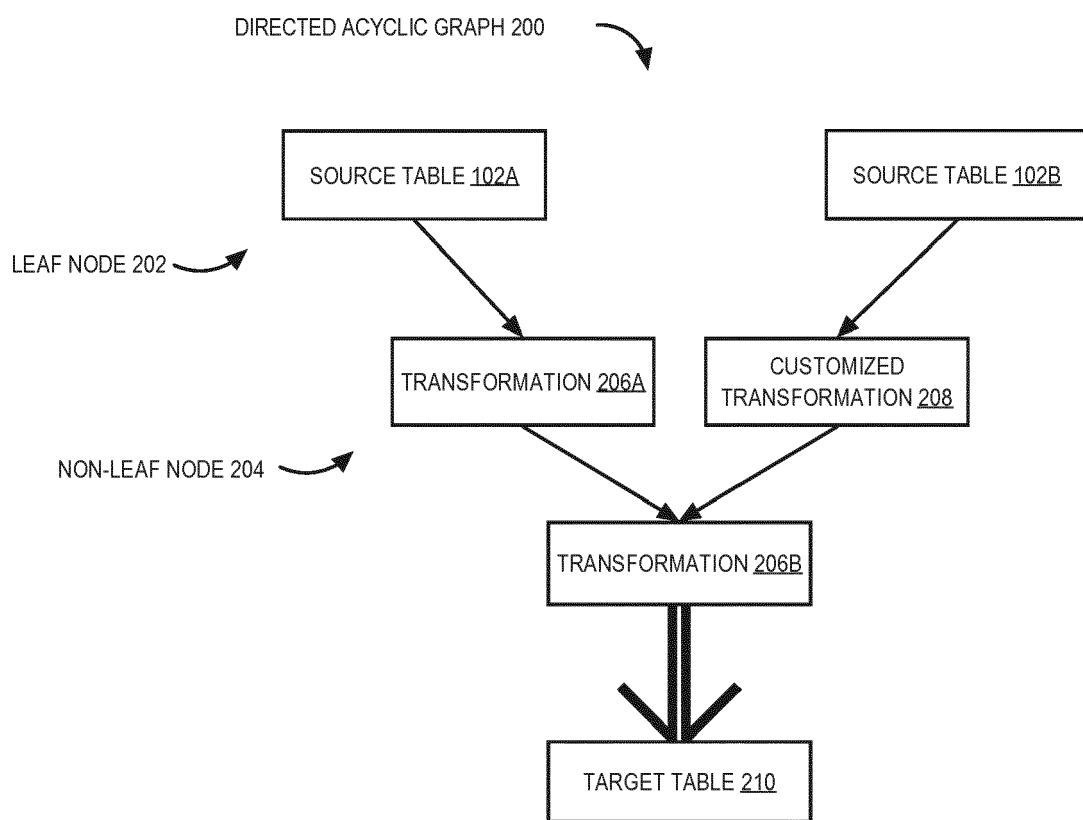 DIRECTED ACYCLIC GRAPH 200
SOURCE TABLE 102A
SOURCE TABLE 102B
LEAF NODE 202
TRANSFORMATION 206A
CUSTOMIZED
TRANSFORMATION 208
NON-LEAF NODE 204
TRANSFORMATION 206B
TARGET TABLE 210